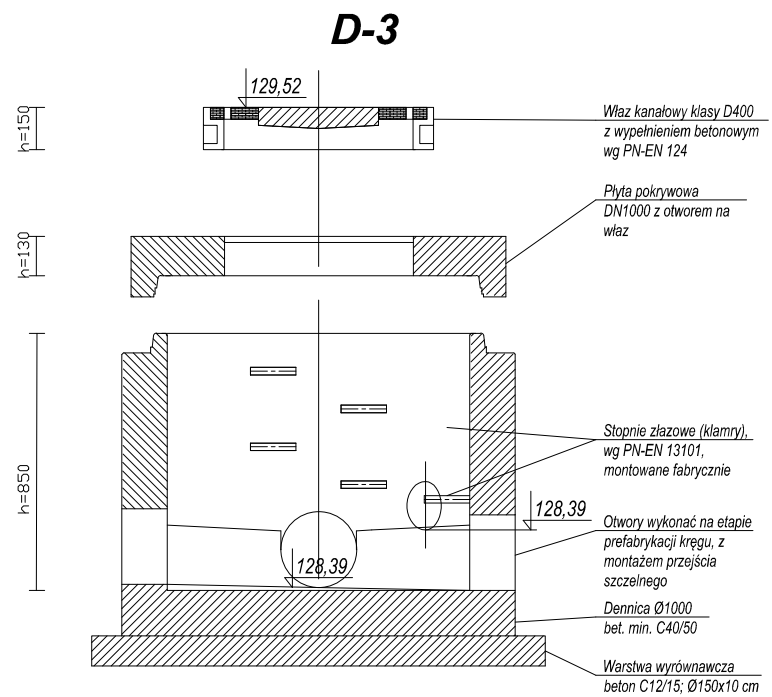 D-3
129,52
h=150
Właz kanałowy klasy D400
z wypełnieniem betonowym
wg PN-EN 124
Płyta pokrywowa
DN1000 z otworem na
właz
h=130
h=850
Stopnie złazowe (klamry),
wg PN-EN 13101,
montowane fabrycznie
128,39
Otwory wykonać na etapie
prefabrykacji kręgu, z
montażem przejścia
szczelnego
128,39
Dennica Ø1000
bet. min. C40/50
Warstwa wyrównawcza
beton C12/15; Ø150x10 cm